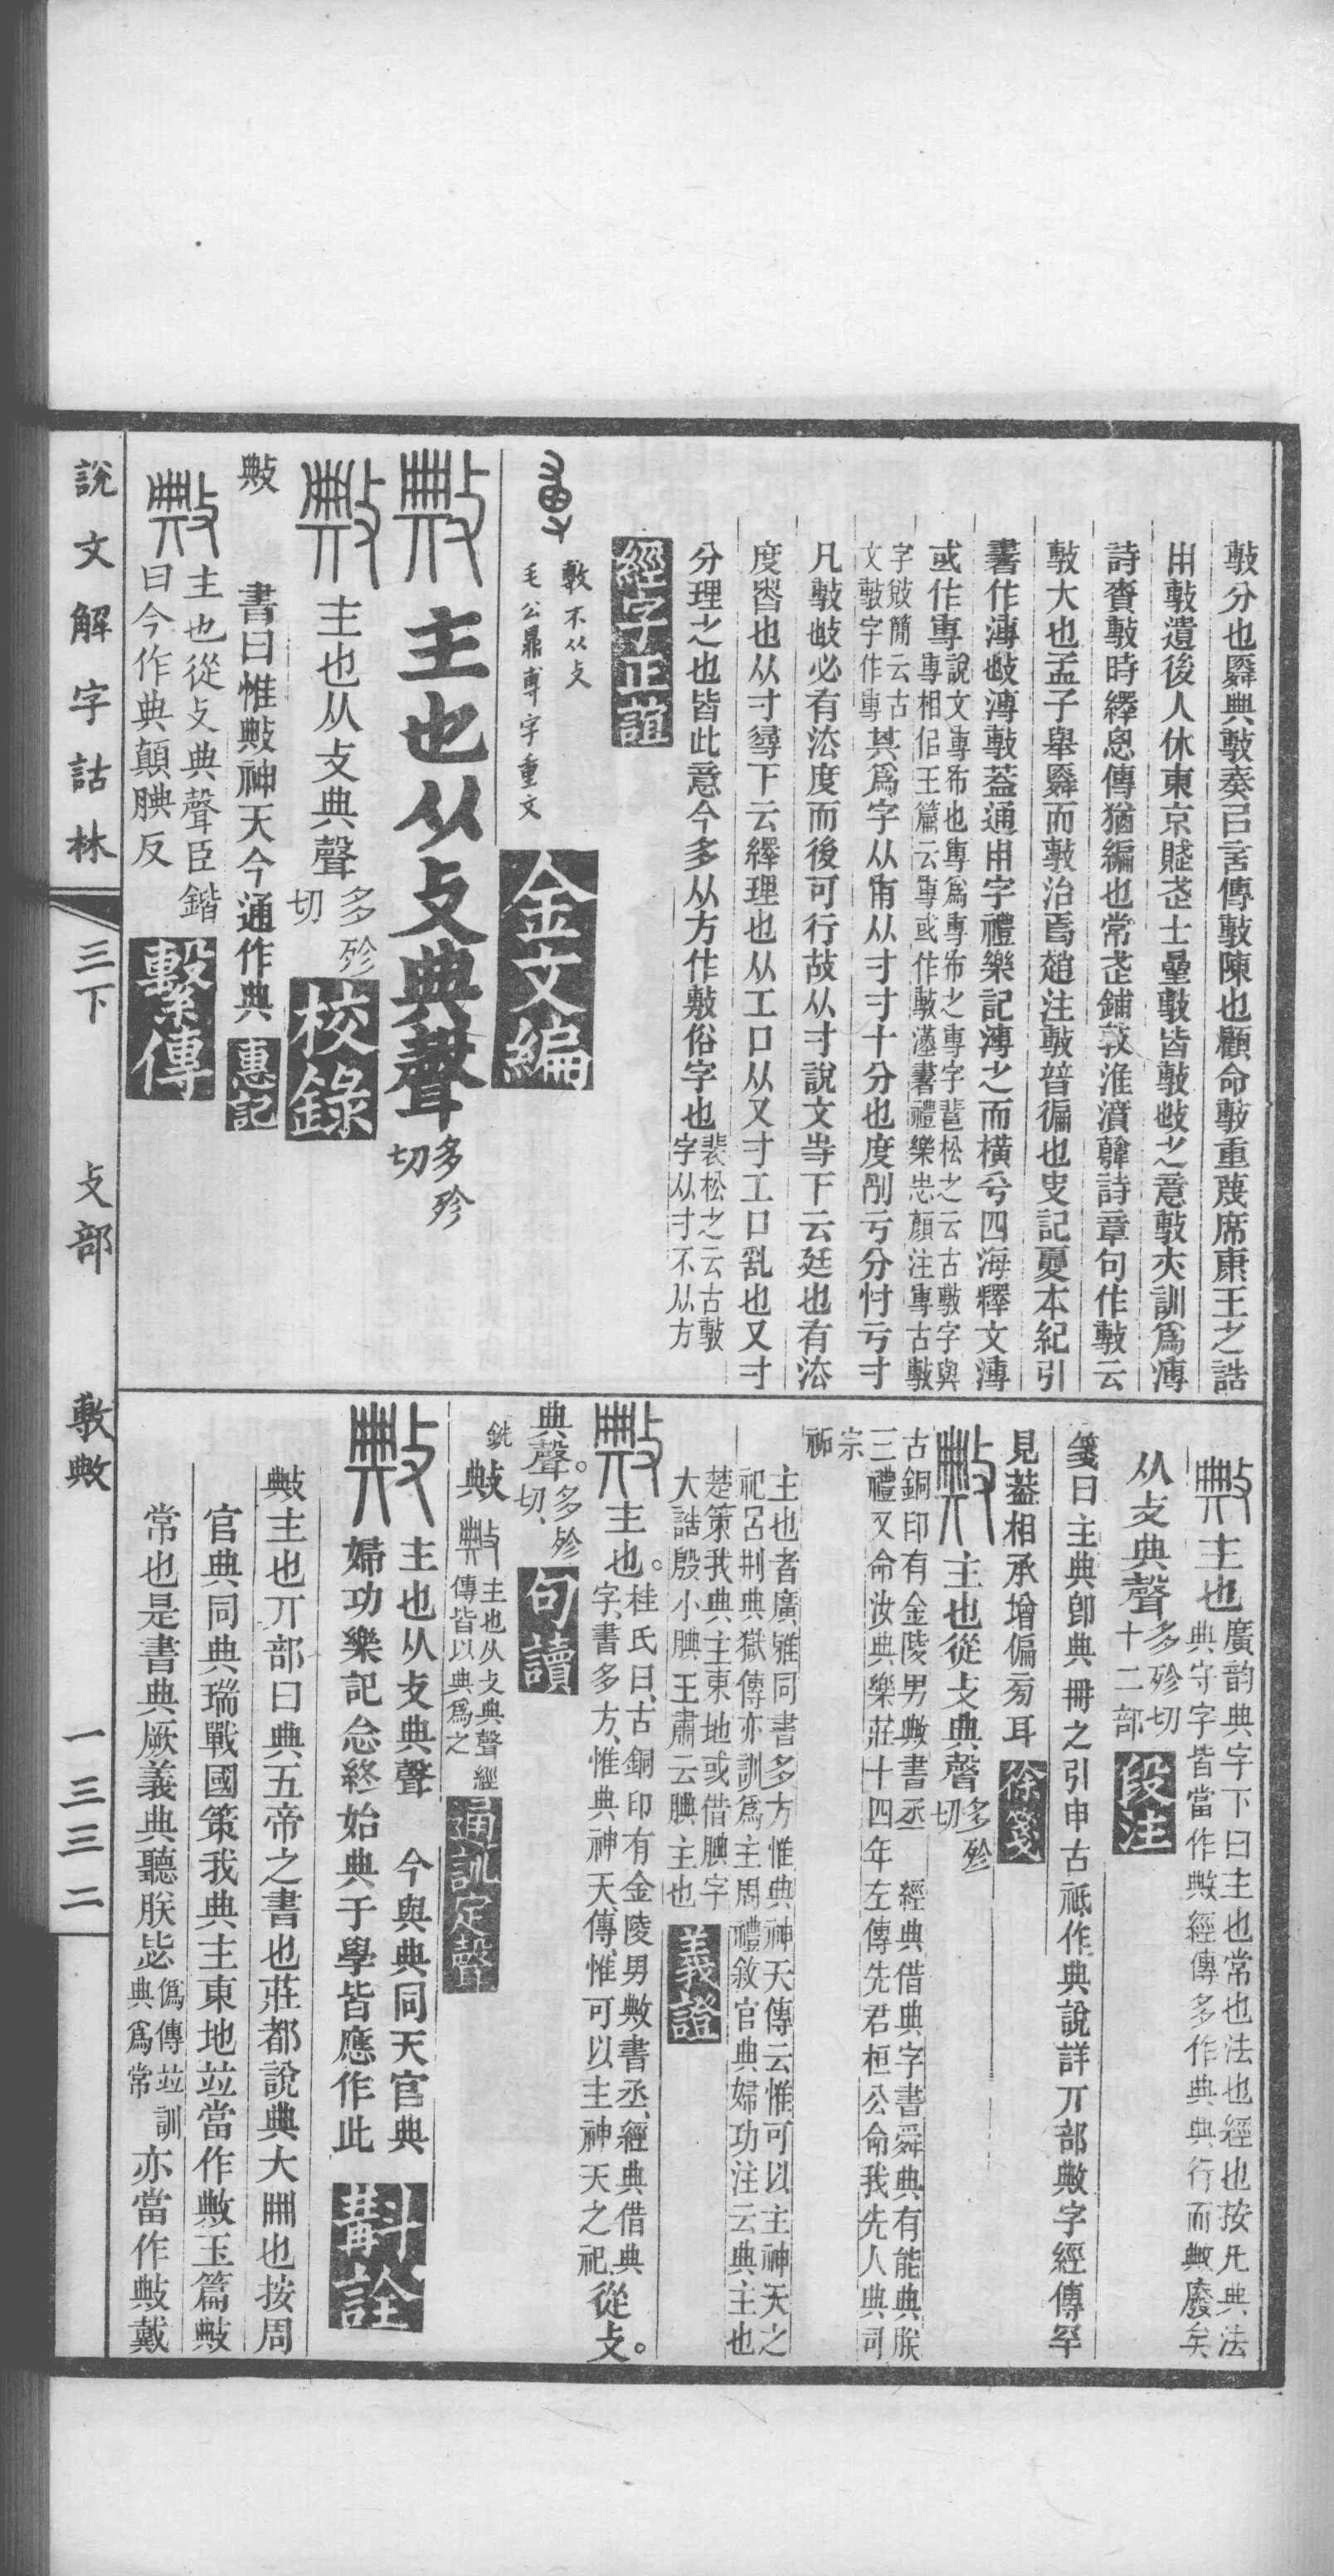 敷分也舜典敷奏㠯言傳敷陳也顧命敷重蔑席康王之誥
用敷遺後人休東京賦𦱤士疊敷皆敷施之意敷亦訓爲溥
詩賚敷時繹思傳猶編也常武鋪敦淮濆韓詩章句作敷云
敷大也孟子舉舜而敷治焉趙注敷普徧也史記夏本紀引
書作溥故溥敷蓋通用字禮樂記溥之而橫乎四海釋文溥
或作尃說文尃布也尃爲尃布之尃字裴松之云古敷字與
尃相侣玉篇云尃或作敷漢書禮樂志顏注尃古敷
字敓簡云古
文敷字作尃其爲字从甫从寸寸十分也度制亏分忖亏寸
凡敷施必有㳒度而後可行故从寸說文寺下云廷也有㳒
度者也从寸尋下云繹理也从工口从又寸工口亂也又寸
分理之也皆此意今多从方作敷俗字也裴松之云古敷
字从寸不从方
經字正誼
敷不从攴
毛公鼎尃字重文
金文編
主也从攴典聲多殄
切
主也从攴典聲多殄
切校錄
敟 書曰惟敟神天今通作典惠記
主也從攴典聲臣鍇
曰今作典顛腆反繫傳
主也廣韵典字下曰主也常也法也經也按凡典法
典守字皆當作敟經傳多作典典行而敟廢矣
从攴典聲多殄切
十二部段注
箋曰主典卽典冊之引申古祗作典說詳丌部敟字經傳罕
見葢相承增偏旁耳徐箋
主也從攴典聲多殄
切
古銅印有金陵男敟書丞 經典借典字書舜典有能典朕
三禮又命汝典樂莊十四年左傳先君桓公命我先人典司
宗
祏
主也者廣雅同書多方惟典神天傳云惟可以主神天之
祀呂刑典獄傳亦訓爲主周禮敘官典婦功注云典主也
楚策我典主東地或借腆字
大誥殷小腆王肅云腆主也義證
主也。桂氏曰、古銅印有金陵男敟書丞、經典借典
字、書多方、惟典神天、傳、惟可以主神天之祀、從攴。
典聲。多殄
切、句讀
銑 敟 主也从攴典聲經
傳皆以典爲之通訓定聲
主也从攴典聲 今與典同天官典
婦功樂記念終始典于學皆應作此斠詮
敟主也丌部曰典五帝之書也莊都說典大冊也按周
官典同典瑞戰國策我典主東地竝當作敟玉篇敟
常也是書典厥義典聽朕毖僞傳竝訓
典爲常亦當作敟戴
說文解字詁林 三下 攴部 敷敟 一三三二